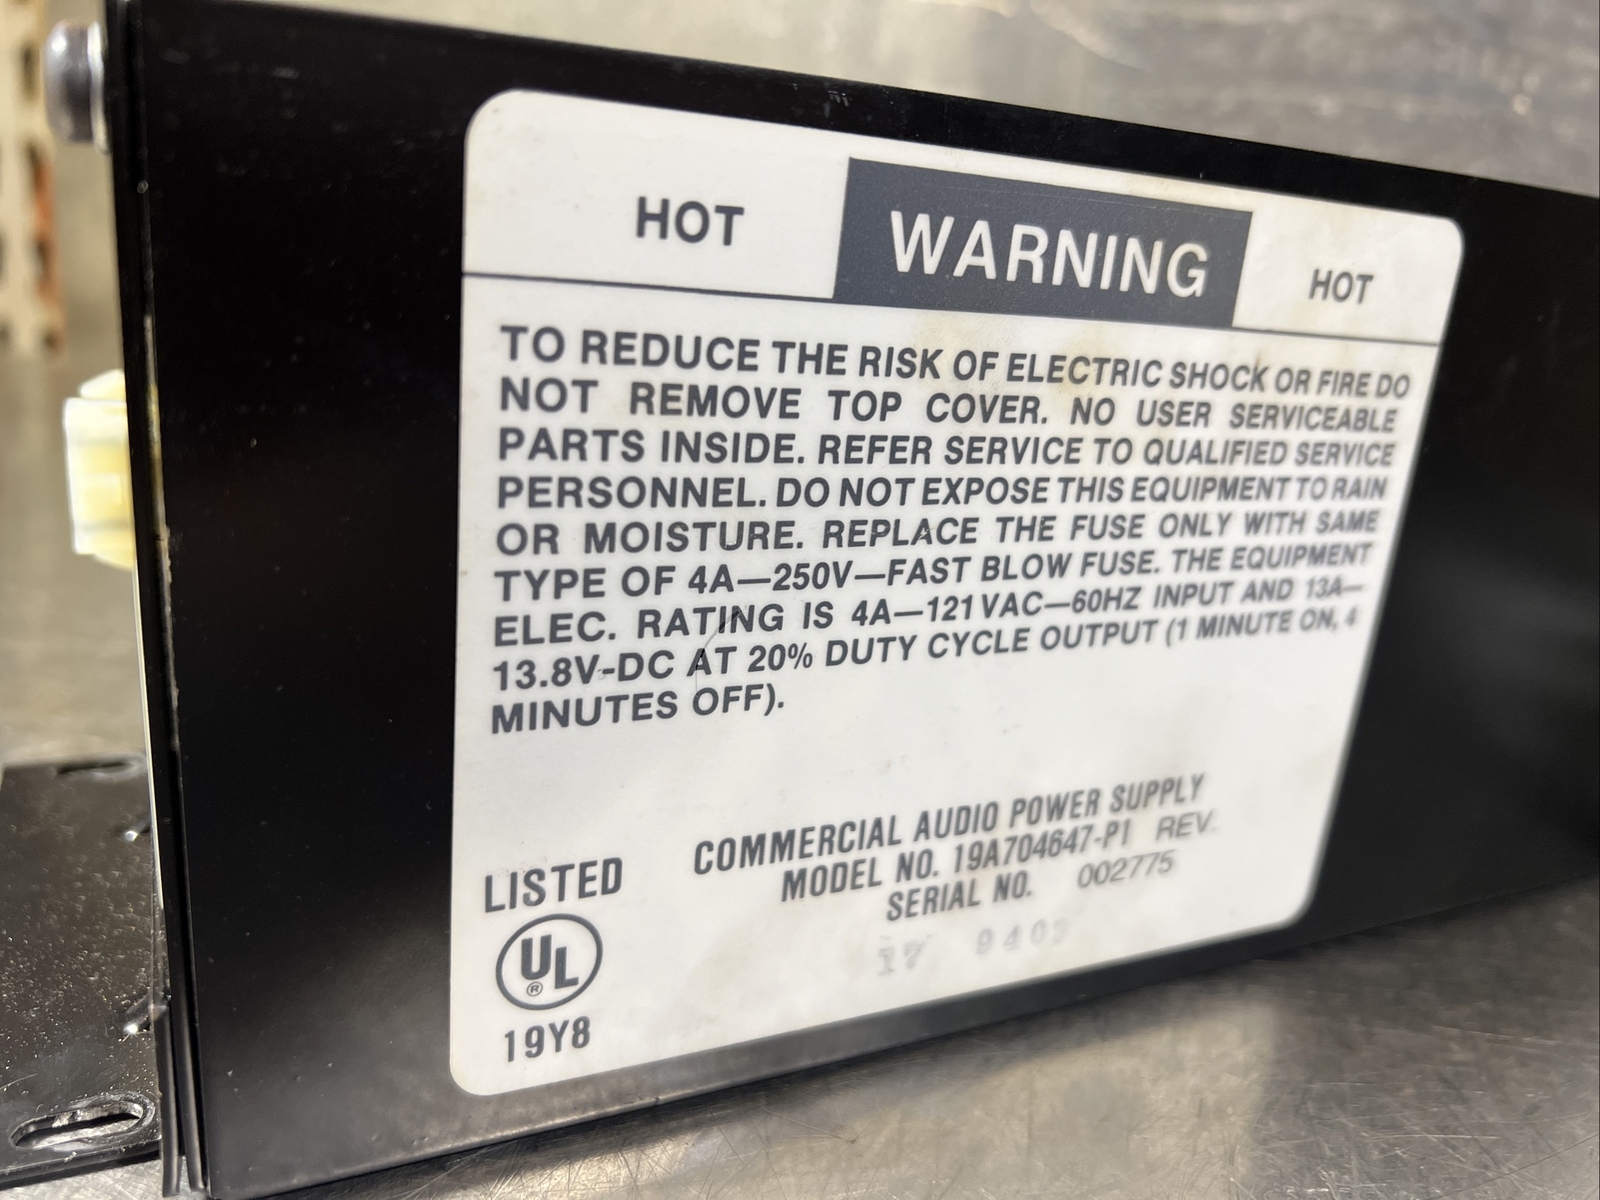 HOT WARNING HOT
TO REDUCE THE RISK OF ELECTRIC SHOCK OR FIRE DO
NOT REMOVE TOP COVER. NO USER SERVICEABLE
PARTS INSIDE. REFER SERVICE TO QUALIFIED SERVICE
PERSONNEL. DO NOT EXPOSE THIS EQUIPMENT TO RAIN
OR MOISTURE. REPLACE THE FUSE ONLY WITH SAME
TYPE OF 4A—250V—FAST BLOW FUSE. THE EQUIPMENT
ELEC. RATING IS 4A—121VAC—60HZ INPUT AND 13A—
13.8V-DC AT 20% DUTY CYCLE OUTPUT (1 MINUTE ON, 4
MINUTES OFF).
COMMERCIAL AUDIO POWER SUPPLY
MODEL NO. 19A704647-P1 REV.
SERIAL NO. 002775
17
LISTED
UL
®
19Y8